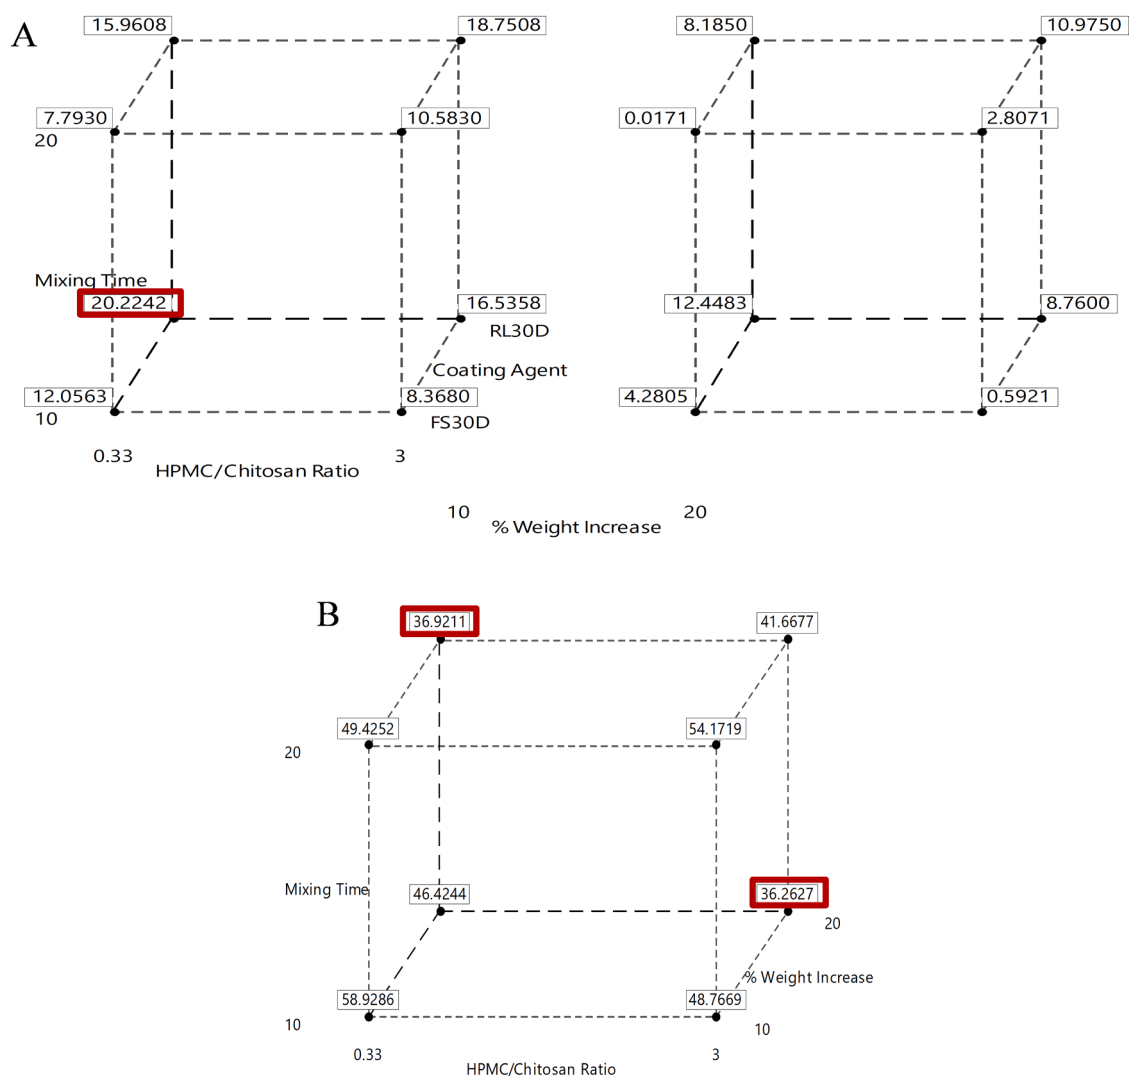 A
15.9608 18.7508 8.1850 10.9750
7.7930 10.5830 0.0171 2.8071
20
Mixing Time
20.2242 16.5358 12.4483 8.7600
RL30D
Coating Agent
12.0563 8.3680 4.2805 0.5921
10 FS30D
0.33 3
HPMC/Chitosan Ratio
10 20
% Weight Increase
B
36.9211 41.6677
49.4252 54.1719
20
Mixing Time 46.4244 36.2627
20
% Weight Increase
58.9286 48.7669
10 10
0.33 3
HPMC/Chitosan Ratio